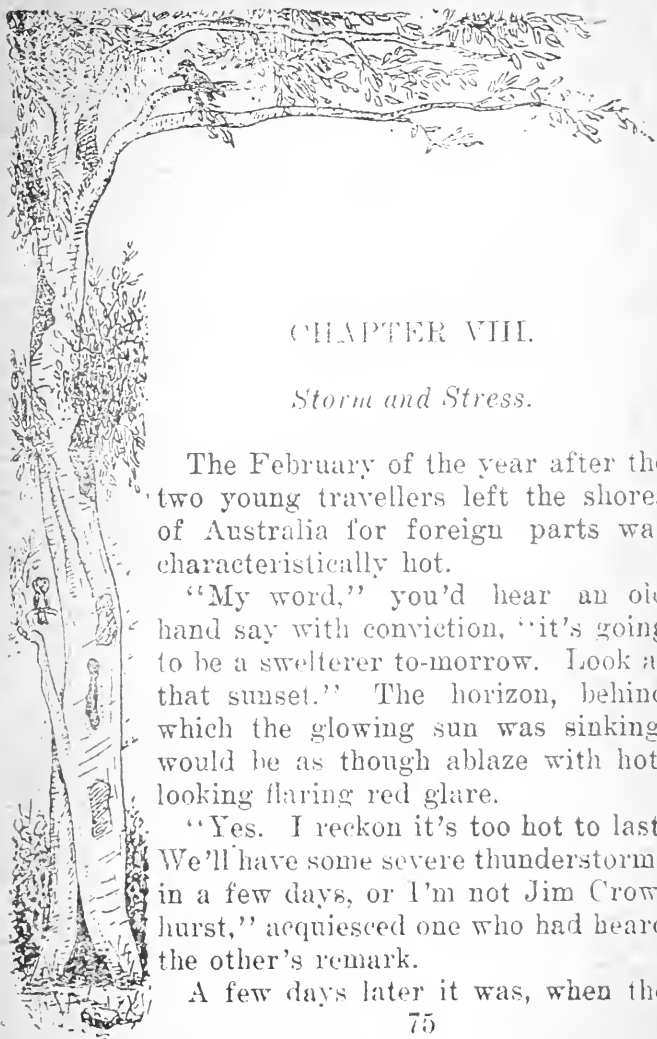 CHAPTER VIII.
Storm and Stress.
The February of the year after th
two young travellers left the shore
of Australia for foreign parts wa
characteristically hot.
"My word," you'd hear an ol
hand say with conviction, "it's going
to be a swelterer to-morrow. Look a
that sunset." The horizon, behin
which the glowing sun was sinking
would be as though ablaze with hot
looking flaring red glare.
"Yes. I reckon it's too hot to last
We'll have some severe thunderstorm
in a few days, or I'm not Jim Crow
hurst," acquiesced one who had hear
the other's remark.
A few days later it was, when th
75